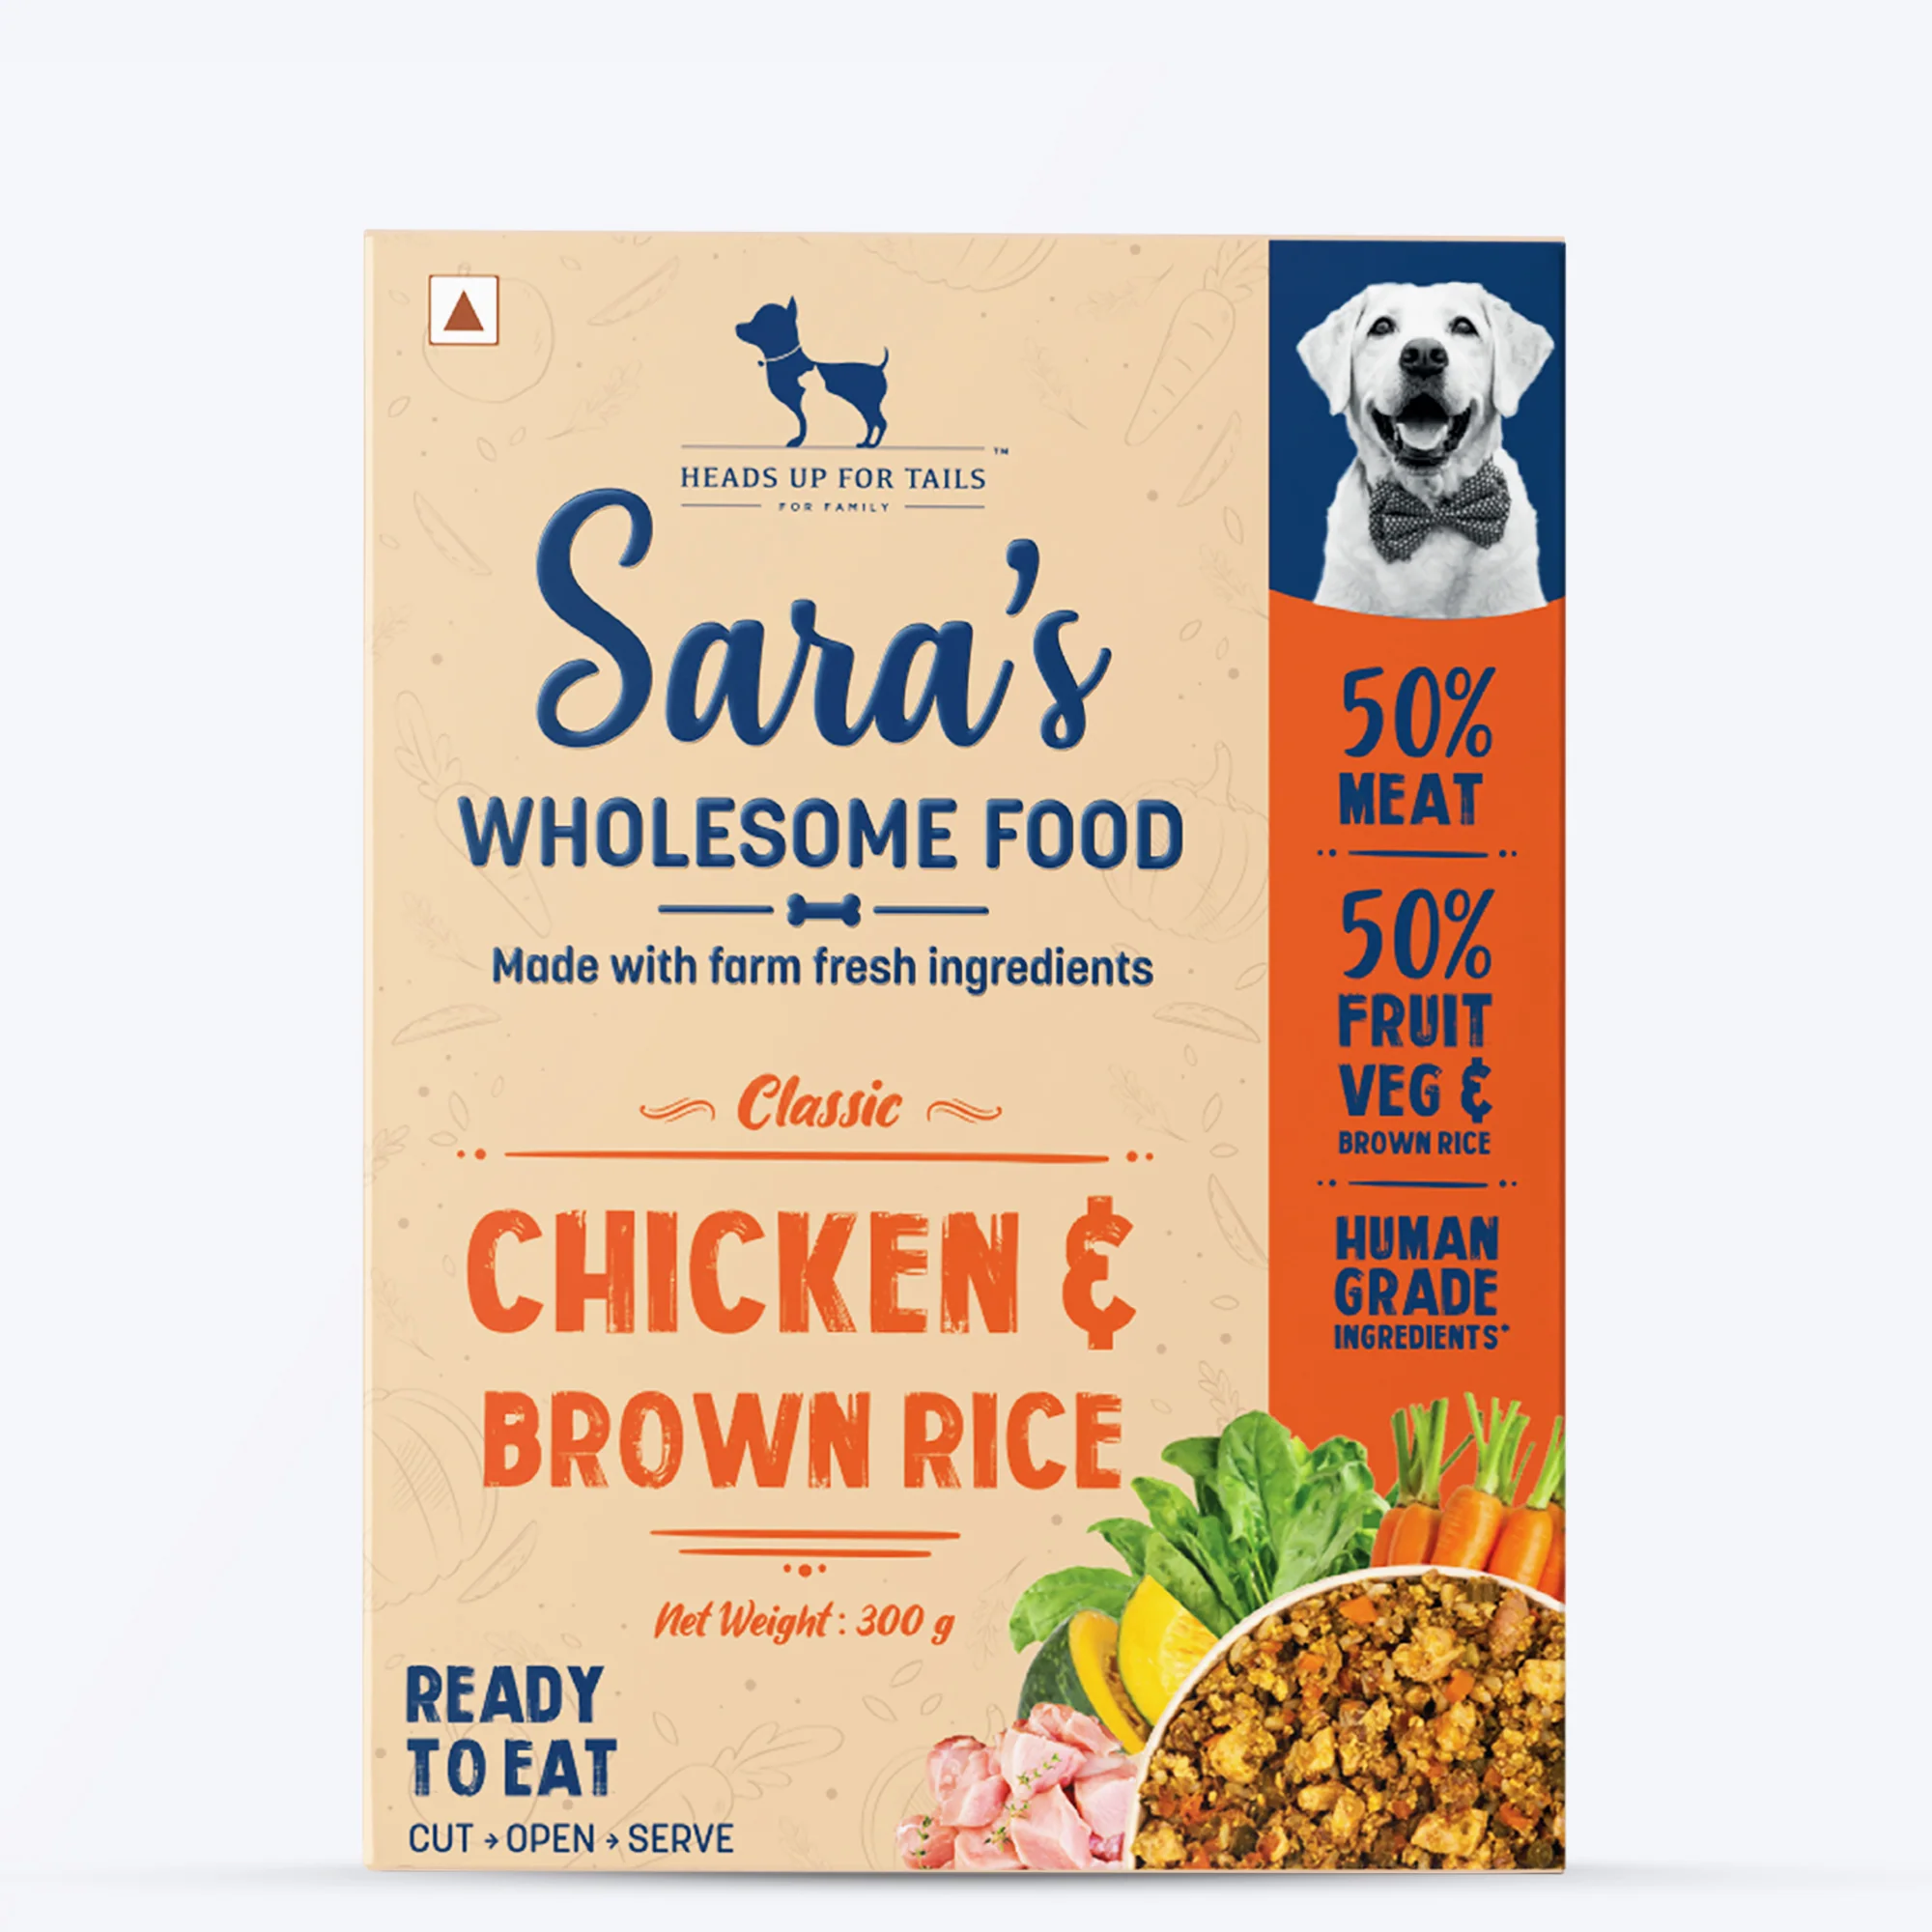 HEADS UP FOR TAILS ™
FOR FAMILY
Sara's
WHOLESOME FOOD
Made with farm fresh ingredients
Classic
CHICKEN &
BROWN RICE
Net Weight : 300 g
READY
TO EAT
CUT → OPEN → SERVE
50%
MEAT
50%
FRUIT
VEG &
BROWN RICE
HUMAN
GRADE
INGREDIENTS*